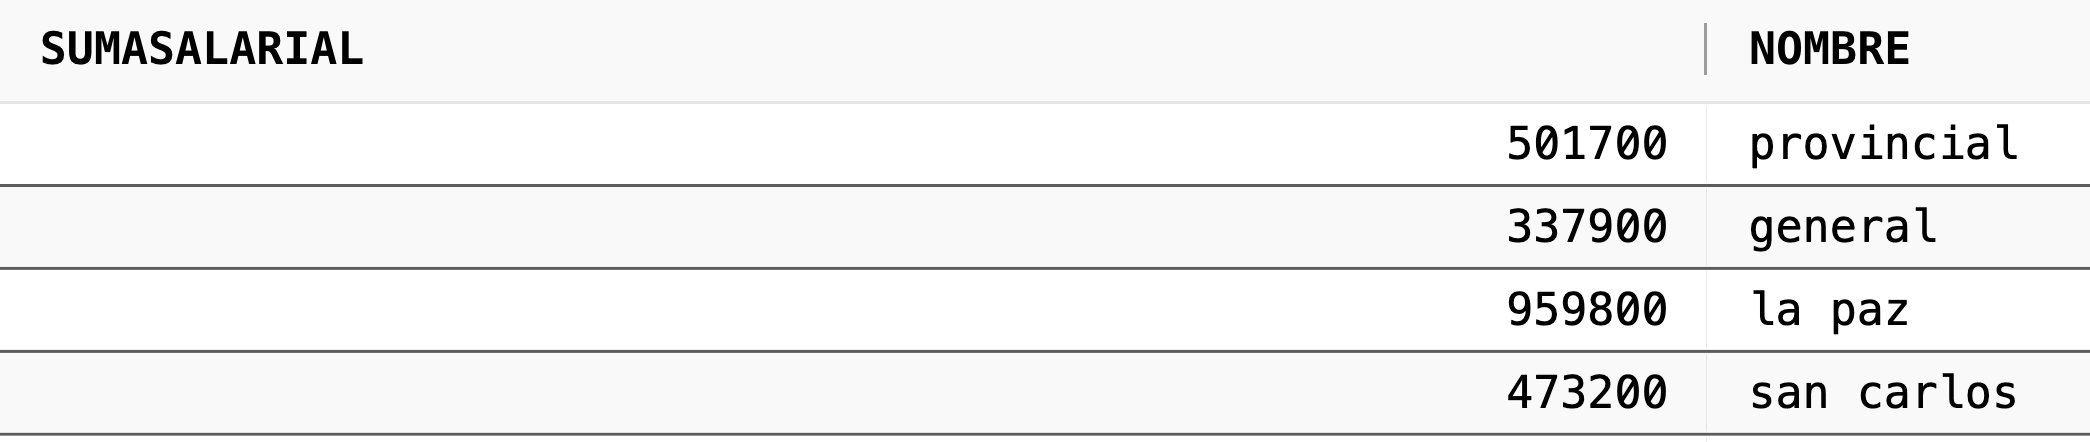 SUMASALARIAL NOMBRE
501700 provincial
337900 general
959800 la paz
473200 san carlos